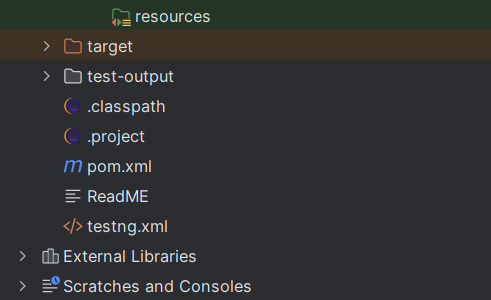 resources
target
test-output
.classpath
.project
pom.xml
ReadME
testng.xml
External Libraries
Scratches and Consoles